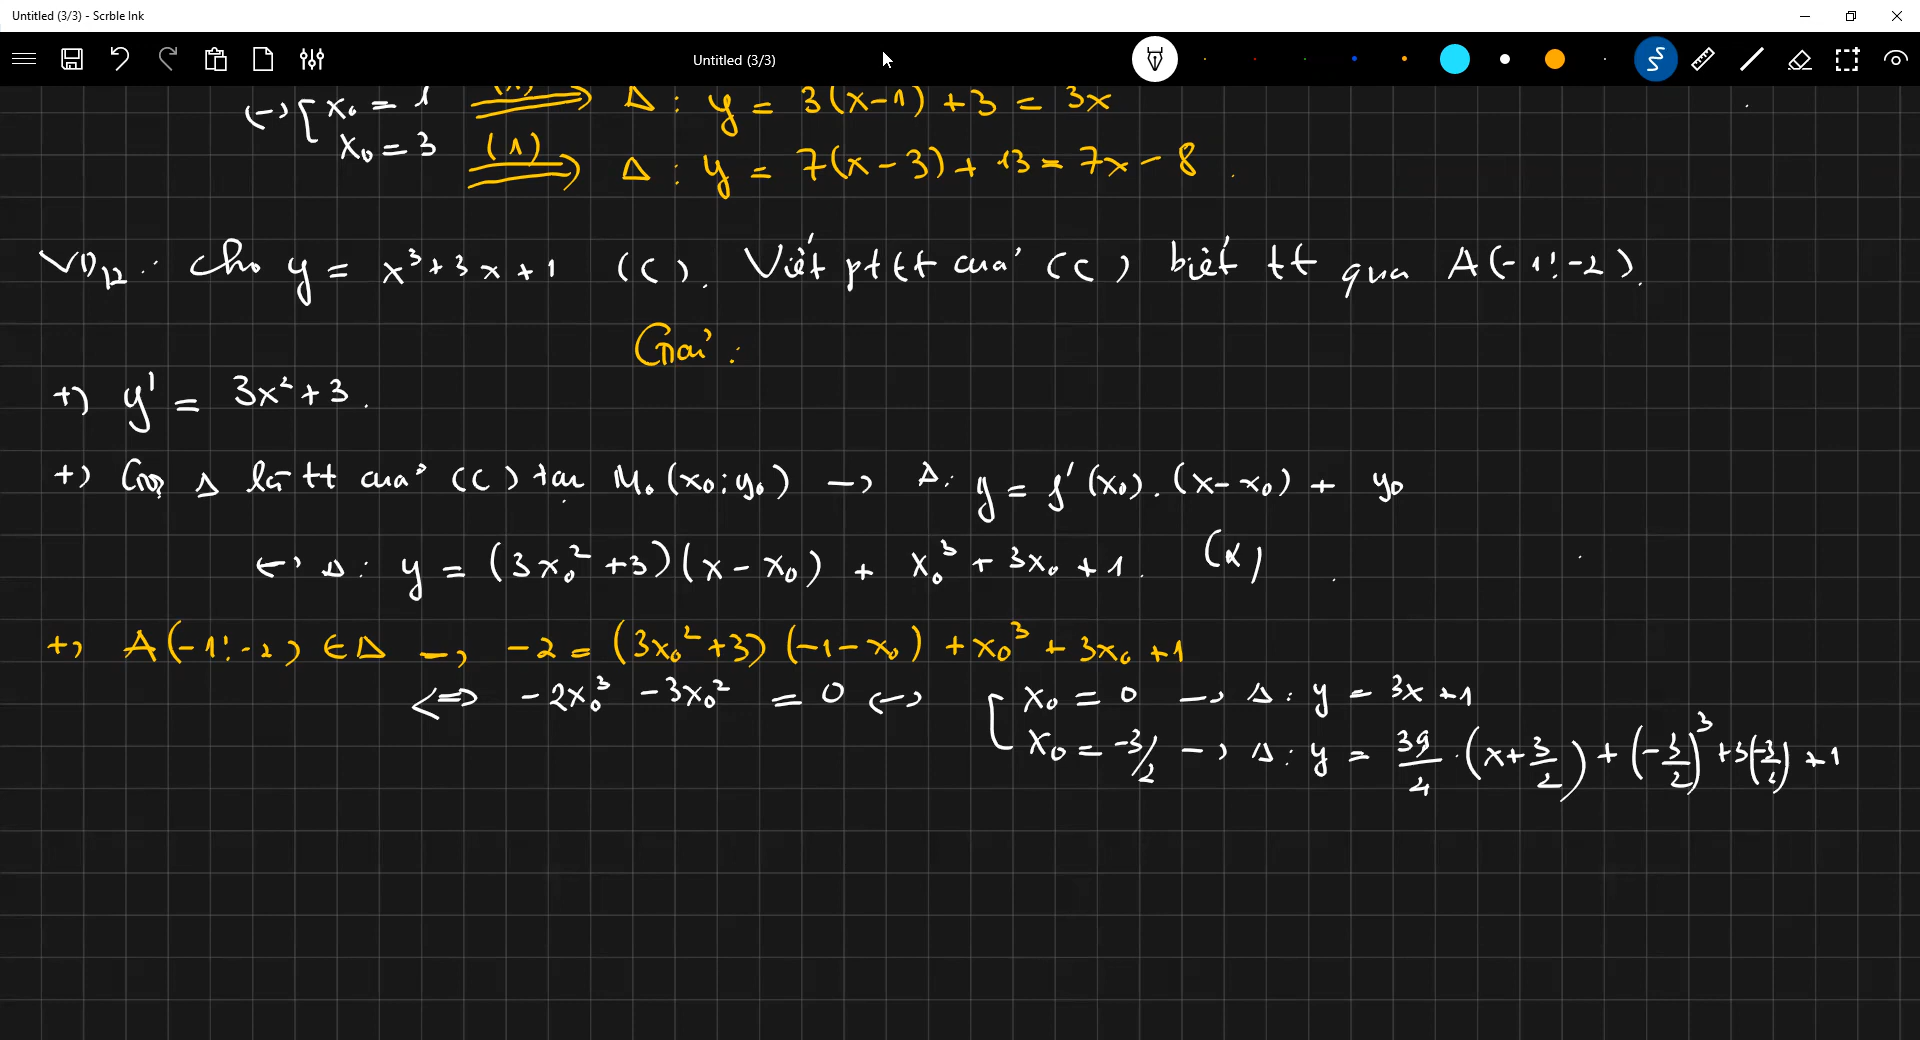 Untitled (3/3) - Scrble Ink
Untitled (3/3)
↔ [ x₀ = 1 ⟹ Δ : y = 3(x-1) + 3 = 3x
x₀ = 3 (1) ⟹ Δ : y = 7(x-3) + 13 = 7x - 8
VD12 : Cho y = x³ + 3x + 1 (C). Viết pttt của (C) biết tt qua A(-1; -2).
Giải :
+) y' = 3x² + 3.
+) Gọi Δ là tt của (C) tại M₀(x₀; y₀) → Δ: y = f'(x₀).(x - x₀) + y₀
↔ Δ: y = (3x₀² + 3)(x - x₀) + x₀³ + 3x₀ + 1. (α)
+) A(-1; -2) ∈ Δ → -2 = (3x₀² + 3)(-1 - x₀) + x₀³ + 3x₀ + 1
⟺ -2x₀³ - 3x₀² = 0 ↔ [ x₀ = 0 → Δ: y = 3x + 1
x₀ = -3/2 → Δ: y = 39/4 . (x + 3/2) + (-3/2)³ + 3(-3/2) + 1